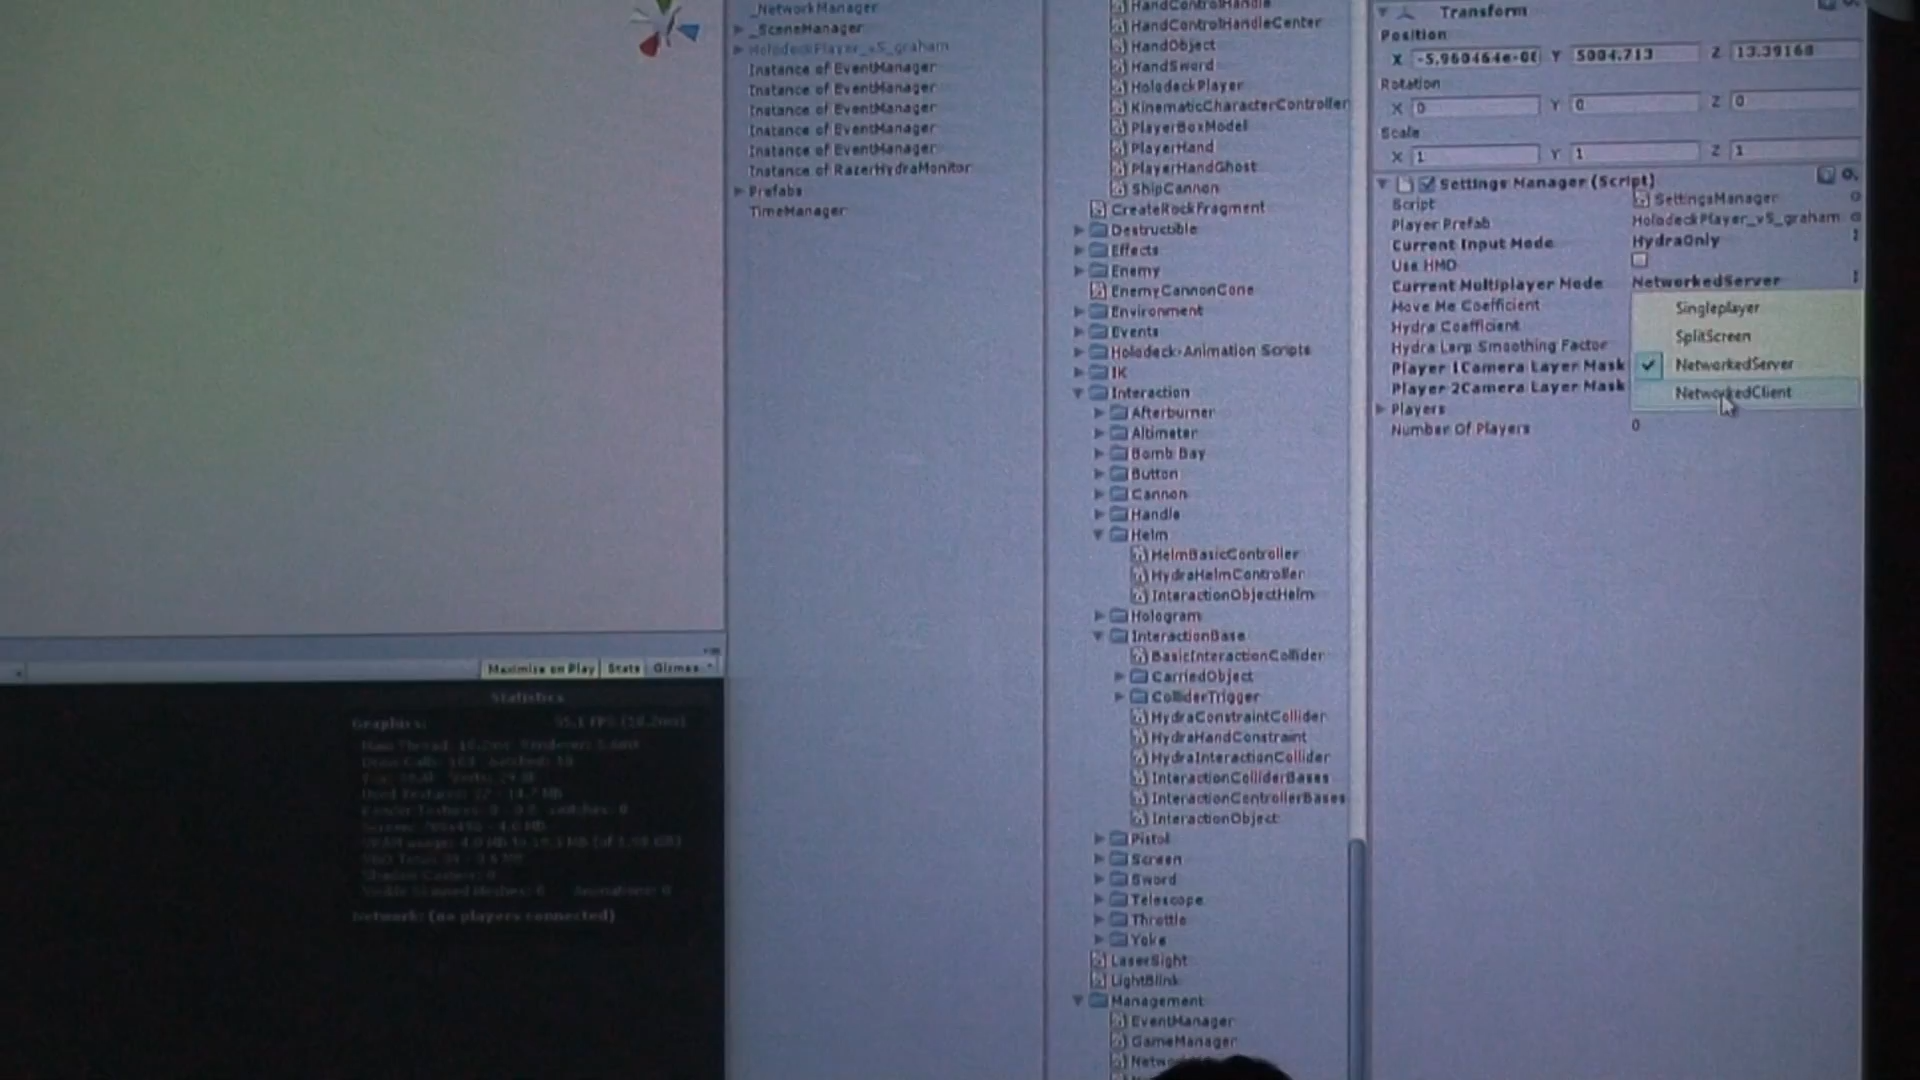 _NetworkManager
_SceneManager
HolodeckPlayer_v5_graham
Instance of EventManager
Instance of EventManager
Instance of EventManager
Instance of EventManager
Instance of EventManager
Instance of RazerHydraMonitor
Prefabs
TimeManager
HandControlHandle
HandControlHandleCenter
HandObject
HandSword
HolodeckPlayer
KinematicCharacterController
PlayerBoxModel
PlayerHand
PlayerHandGhost
ShipCannon
CreateRockFragment
Destructible
Effects
Enemy
EnemyCannonCone
Environment
Events
Holodeck-Animation Scripts
IK
Interaction
Afterburner
Altimeter
Bomb Bay
Button
Cannon
Handle
Helm
HelmBasicController
HydraHelmController
InteractionObjectHelm
Hologram
InteractionBase
BasicInteractionCollider
CarriedObject
ColliderTrigger
HydraConstraintCollider
HydraHandConstraint
HydraInteractionCollider
InteractionColliderBases
InteractionControllerBases
InteractionObject
Pistol
Screen
Sword
Telescope
Throttle
Yoke
LaserSight
LightBlink
Management
EventManager
GameManager
Transform
Position
X -5.960464e-08 Y 5004.713 Z 13.39168
Rotation
X 0 Y 0 Z 0
Scale
X 1 Y 1 Z 1
Settings Manager (Script)
Script SettingsManager
Player Prefab HolodeckPlayer_v5_graham
Current Input Mode HydraOnly
Use HMD
Current Multiplayer Mode NetworkedServer
Move Me Coefficient
Hydra Coefficient
Hydra Lerp Smoothing Factor
Player 1Camera Layer Mask
Player 2Camera Layer Mask
Players
Number Of Players 0
Singleplayer
SplitScreen
NetworkedServer
NetworkedClient
Maximize on Play Stats Gizmos
Statistics
Graphics:
Network: (no players connected)